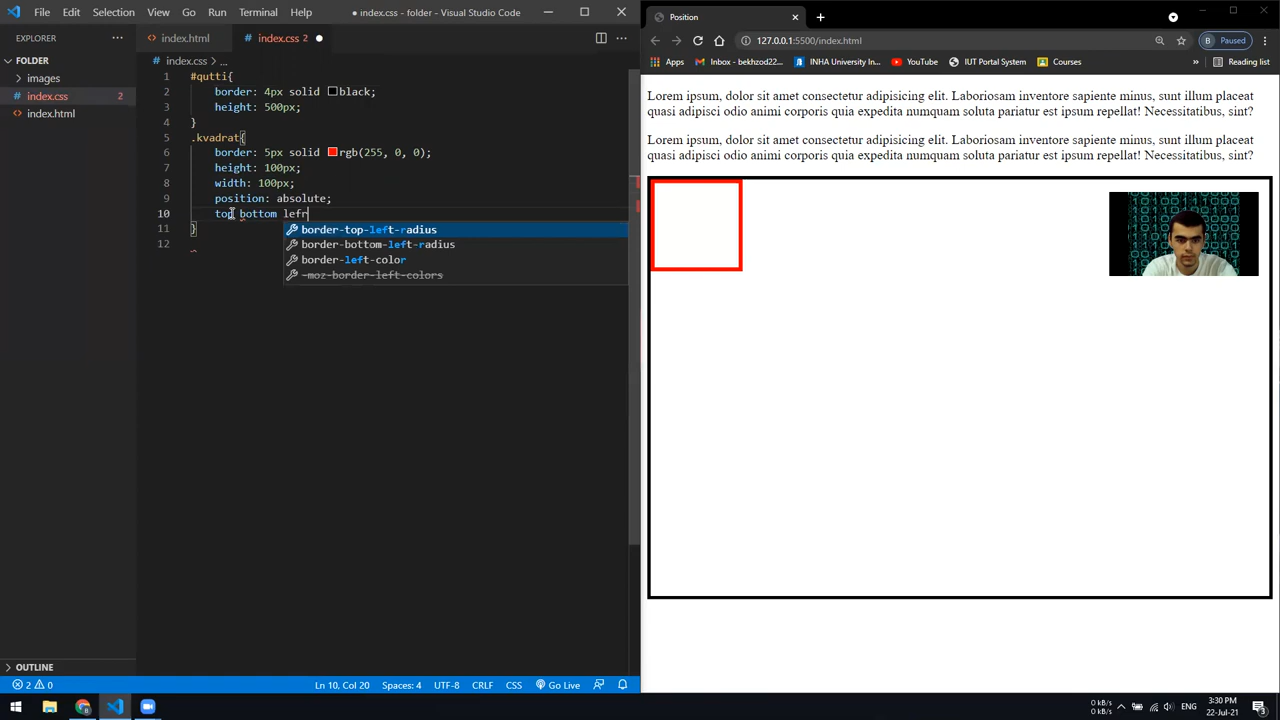 File Edit Selection View Go Run Terminal Help
● index.css - folder - Visual Studio Code
EXPLORER
FOLDER
images
index.css 2
index.html
OUTLINE
index.html
# index.css 2
# index.css > ...
1 #qutti{
2 border: 4px solid black;
3 height: 500px;
4 }
5 .kvadrat{
6 border: 5px solid rgb(255, 0, 0);
7 height: 100px;
8 width: 100px;
9 position: absolute;
10 top bottom lefr
11 }
12
border-top-left-radius
border-bottom-left-radius
border-left-color
-moz-border-left-colors
2 0
Ln 10, Col 20 Spaces: 4 UTF-8 CRLF CSS Go Live
Position
127.0.0.1:5500/index.html
B Paused
Apps Inbox - bekhzod22... INHA University In... YouTube IUT Portal System Courses » Reading list
Lorem ipsum, dolor sit amet consectetur adipisicing elit. Laboriosam inventore sapiente minus, sunt illum placeat
quasi adipisci odio animi corporis quia expedita numquam soluta pariatur est ipsum repellat! Necessitatibus, sint?
Lorem ipsum, dolor sit amet consectetur adipisicing elit. Laboriosam inventore sapiente minus, sunt illum placeat
quasi adipisci odio animi corporis quia expedita numquam soluta pariatur est ipsum repellat! Necessitatibus, sint?
0 kB/s
0 kB/s
ENG
3:30 PM
22-Jul-21
3